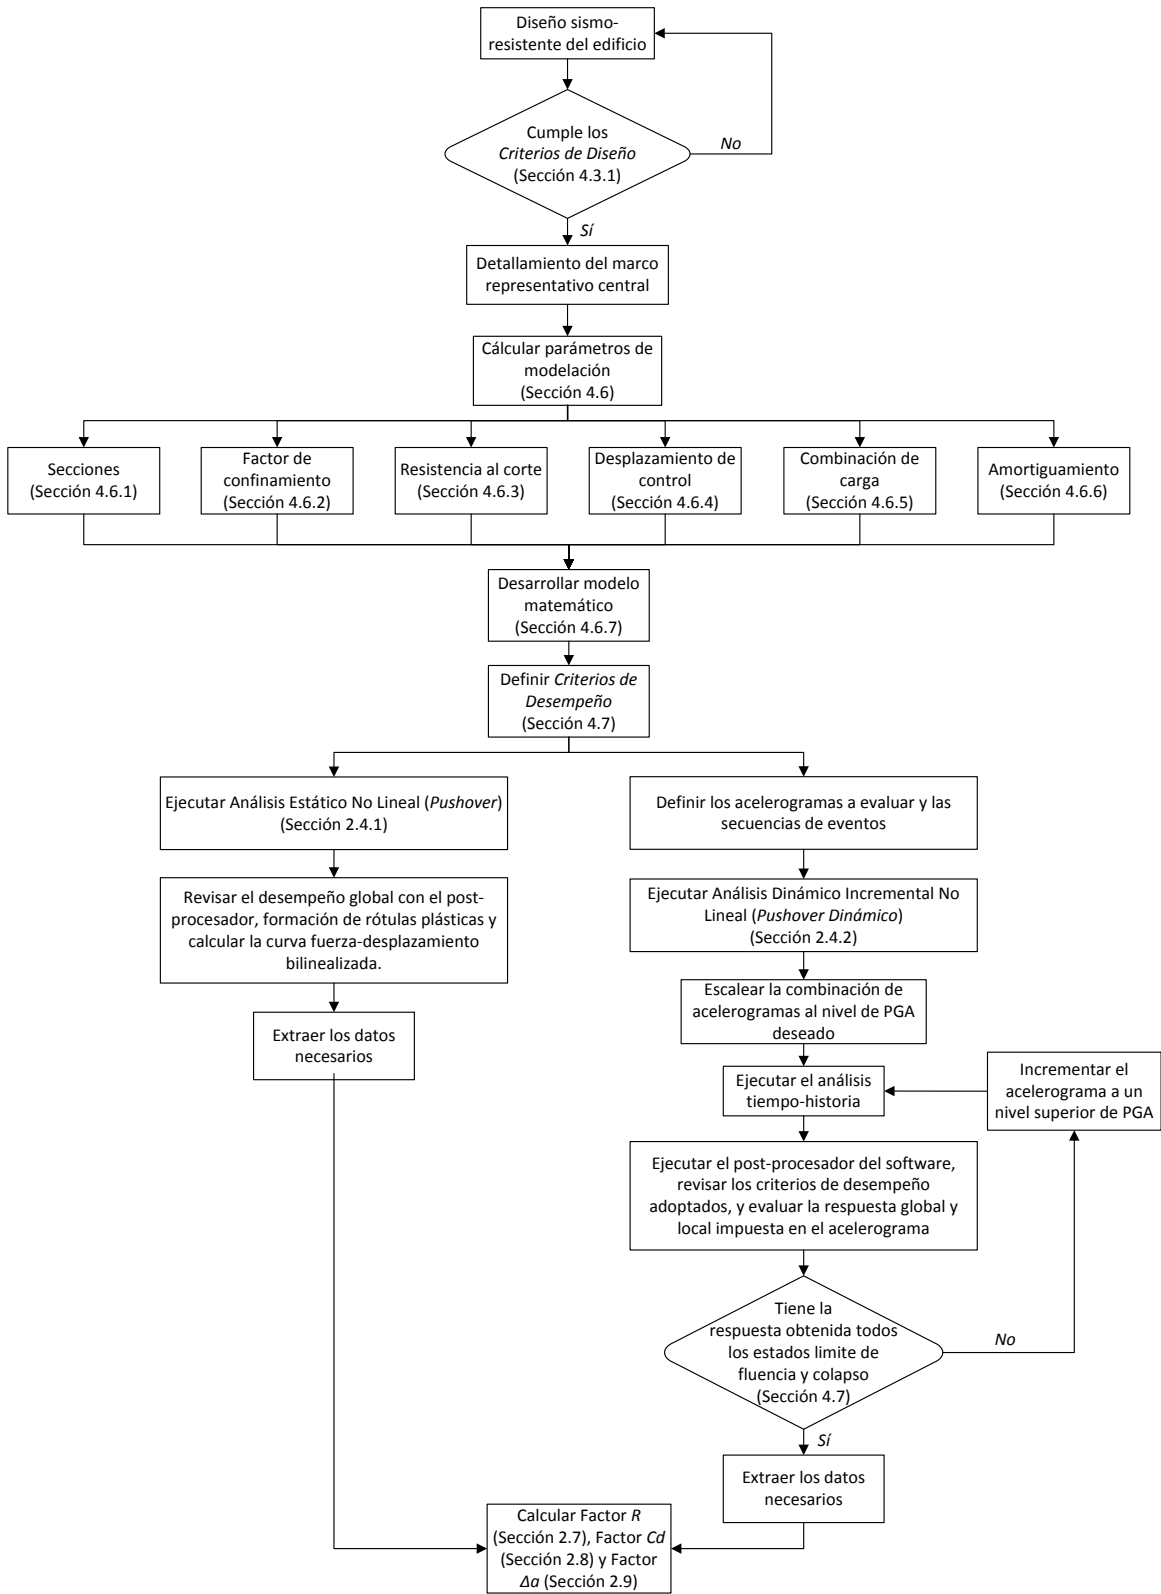 Diseño sismo-
resistente del edificio
Cumple los
Criterios de Diseño
(Sección 4.3.1)
No
Sí
Detallamiento del marco
representativo central
Cálcular parámetros de
modelación
(Sección 4.6)
Secciones
(Sección 4.6.1)
Factor de
confinamiento
(Sección 4.6.2)
Resistencia al corte
(Sección 4.6.3)
Desplazamiento de
control
(Sección 4.6.4)
Combinación de
carga
(Sección 4.6.5)
Amortiguamiento
(Sección 4.6.6)
Desarrollar modelo
matemático
(Sección 4.6.7)
Definir Criterios de
Desempeño
(Sección 4.7)
Ejecutar Análisis Estático No Lineal (Pushover)
(Sección 2.4.1)
Revisar el desempeño global con el post-
procesador, formación de rótulas plásticas y
calcular la curva fuerza-desplazamiento
bilinealizada.
Extraer los datos
necesarios
Definir los acelerogramas a evaluar y las
secuencias de eventos
Ejecutar Análisis Dinámico Incremental No
Lineal (Pushover Dinámico)
(Sección 2.4.2)
Escalear la combinación de
acelerogramas al nivel de PGA
deseado
Ejecutar el análisis
tiempo-historia
Incrementar el
acelerograma a un
nivel superior de PGA
Ejecutar el post-procesador del software,
revisar los criterios de desempeño
adoptados, y evaluar la respuesta global y
local impuesta en el acelerograma
Tiene la
respuesta obtenida todos
los estados limite de
fluencia y colapso
(Sección 4.7)
No
Sí
Extraer los datos
necesarios
Calcular Factor R
(Sección 2.7), Factor Cd
(Sección 2.8) y Factor
Δa (Sección 2.9)